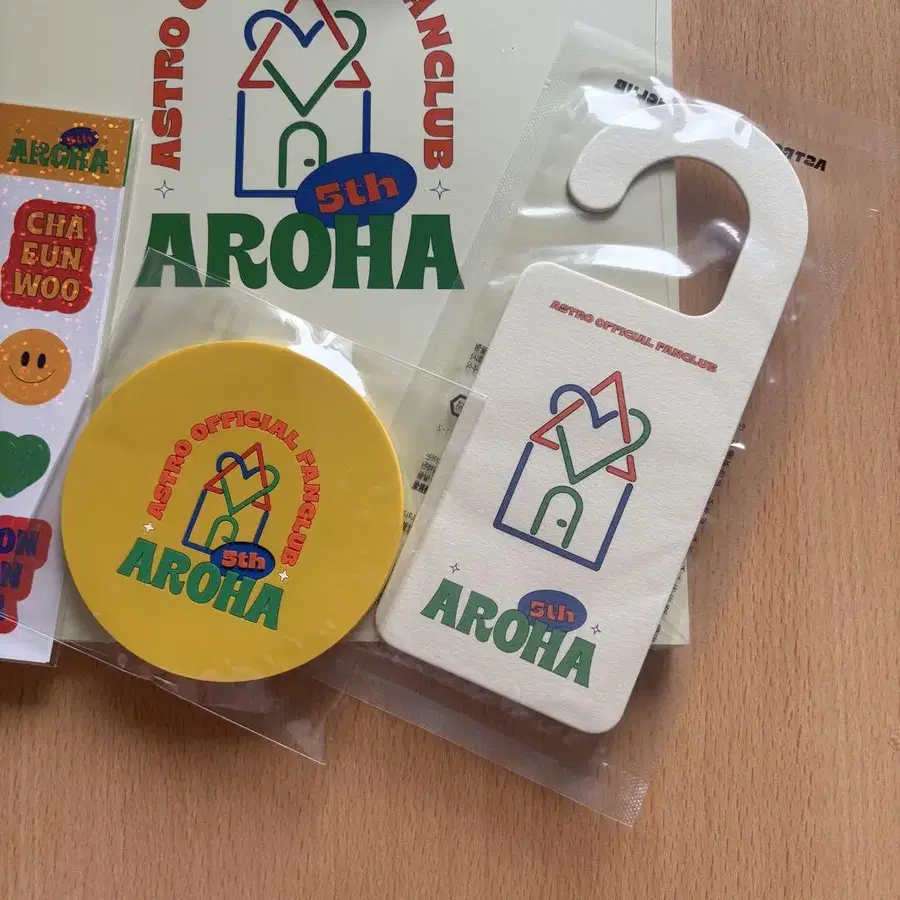 ASTRO
FANCLUB
5th
AROHA
5th
AROHA
CHA
EUN
WOO
ASTRO OFFICIAL FANCLUB
5th
AROHA
ASTRO OFFICIAL FANCLUB
5th
AROHA